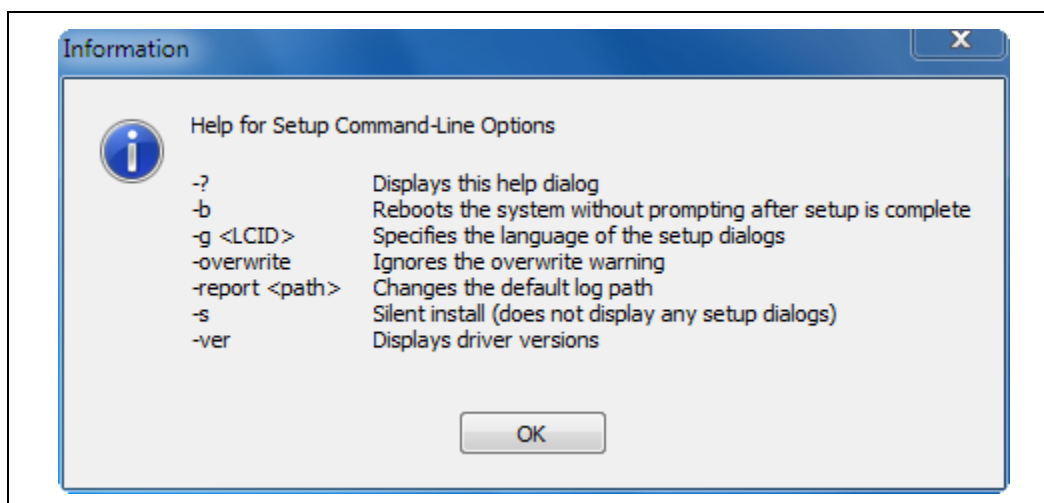 Information
Help for Setup Command-Line Options
-? Displays this help dialog
-b Reboots the system without prompting after setup is complete
-g <LCID> Specifies the language of the setup dialogs
-overwrite Ignores the overwrite warning
-report <path> Changes the default log path
-s Silent install (does not display any setup dialogs)
-ver Displays driver versions
OK